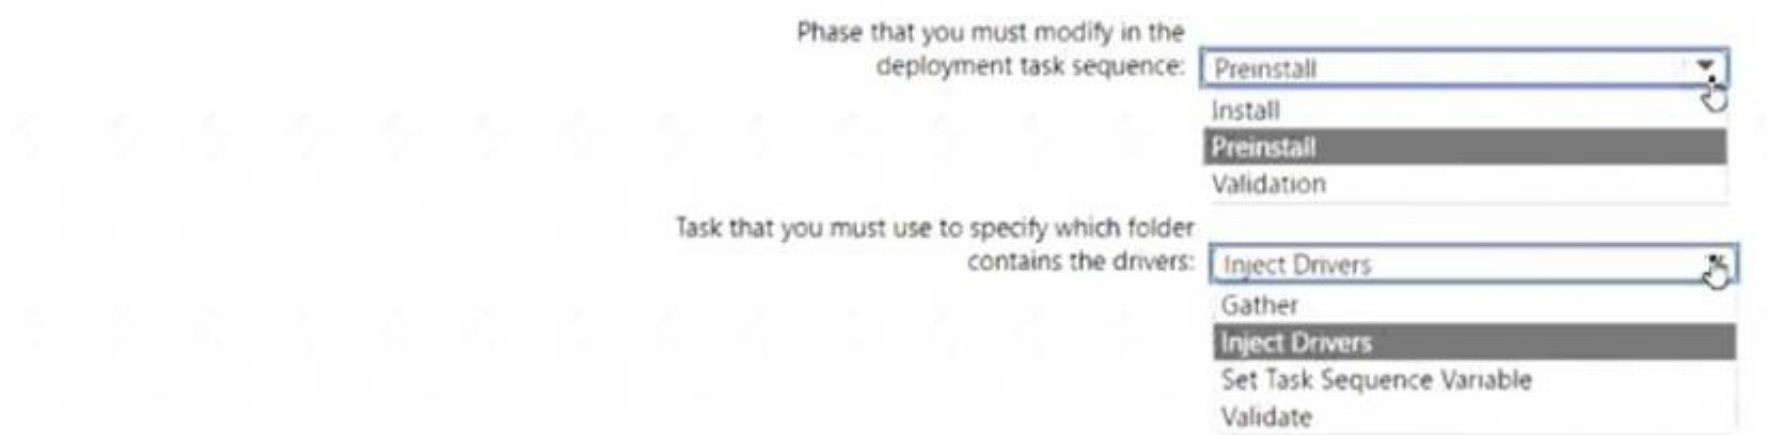 Phase that you must modify in the
deployment task sequence:
Preinstall
Install
Preinstall
Validation
Task that you must use to specify which folder
contains the drivers:
Inject Drivers
Gather
Inject Drivers
Set Task Sequence Variable
Validate